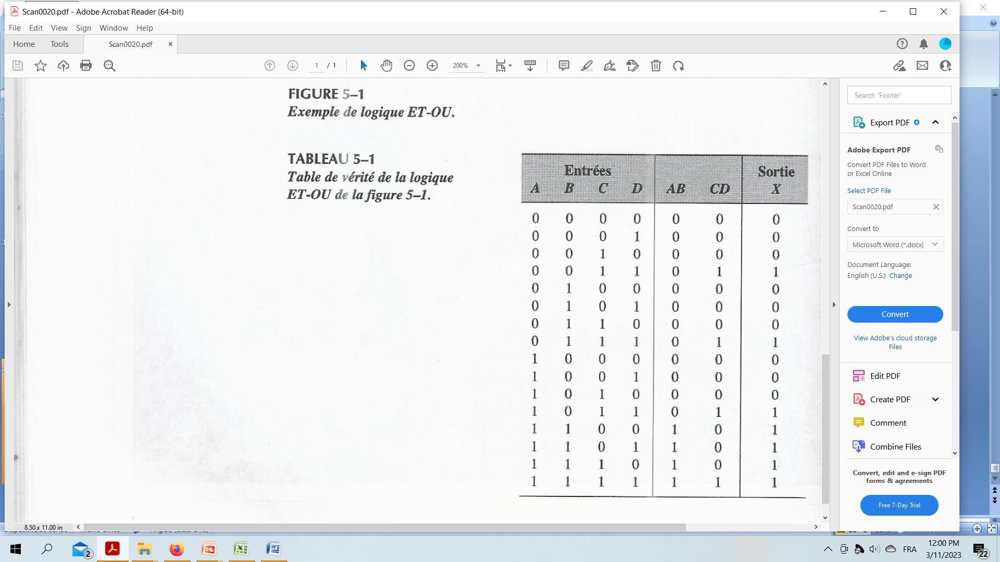 Scan0020.pdf - Adobe Acrobat Reader (64-bit)
File Edit View Sign Window Help
Home Tools Scan0020.pdf
1 / 1 200%
FIGURE 5–1
Exemple de logique ET-OU.
TABLEAU 5–1
Table de vérité de la logique
ET-OU de la figure 5–1.
Entrées Sortie
A B C D AB CD X
0 0 0 0 0 0 0
0 0 0 1 0 0 0
0 0 1 0 0 0 0
0 0 1 1 0 1 1
0 1 0 0 0 0 0
0 1 0 1 0 0 0
0 1 1 0 0 0 0
0 1 1 1 0 1 1
1 0 0 0 0 0 0
1 0 0 1 0 0 0
1 0 1 0 0 0 0
1 0 1 1 0 1 1
1 1 0 0 1 0 1
1 1 0 1 1 0 1
1 1 1 0 1 0 1
1 1 1 1 1 1 1
8.50 x 11.00 in
Search 'Footer'
Export PDF
Adobe Export PDF
Convert PDF Files to Word
or Excel Online
Select PDF File
Scan0020.pdf
Convert to
Microsoft Word (*.docx)
Document Language:
English (U.S.) Change
Convert
View Adobe's cloud storage
Files
Edit PDF
Create PDF
Comment
Combine Files
Convert, edit and e-sign PDF
forms & agreements
Free 7-Day Trial
2
FRA
12:00 PM
3/11/2023
22